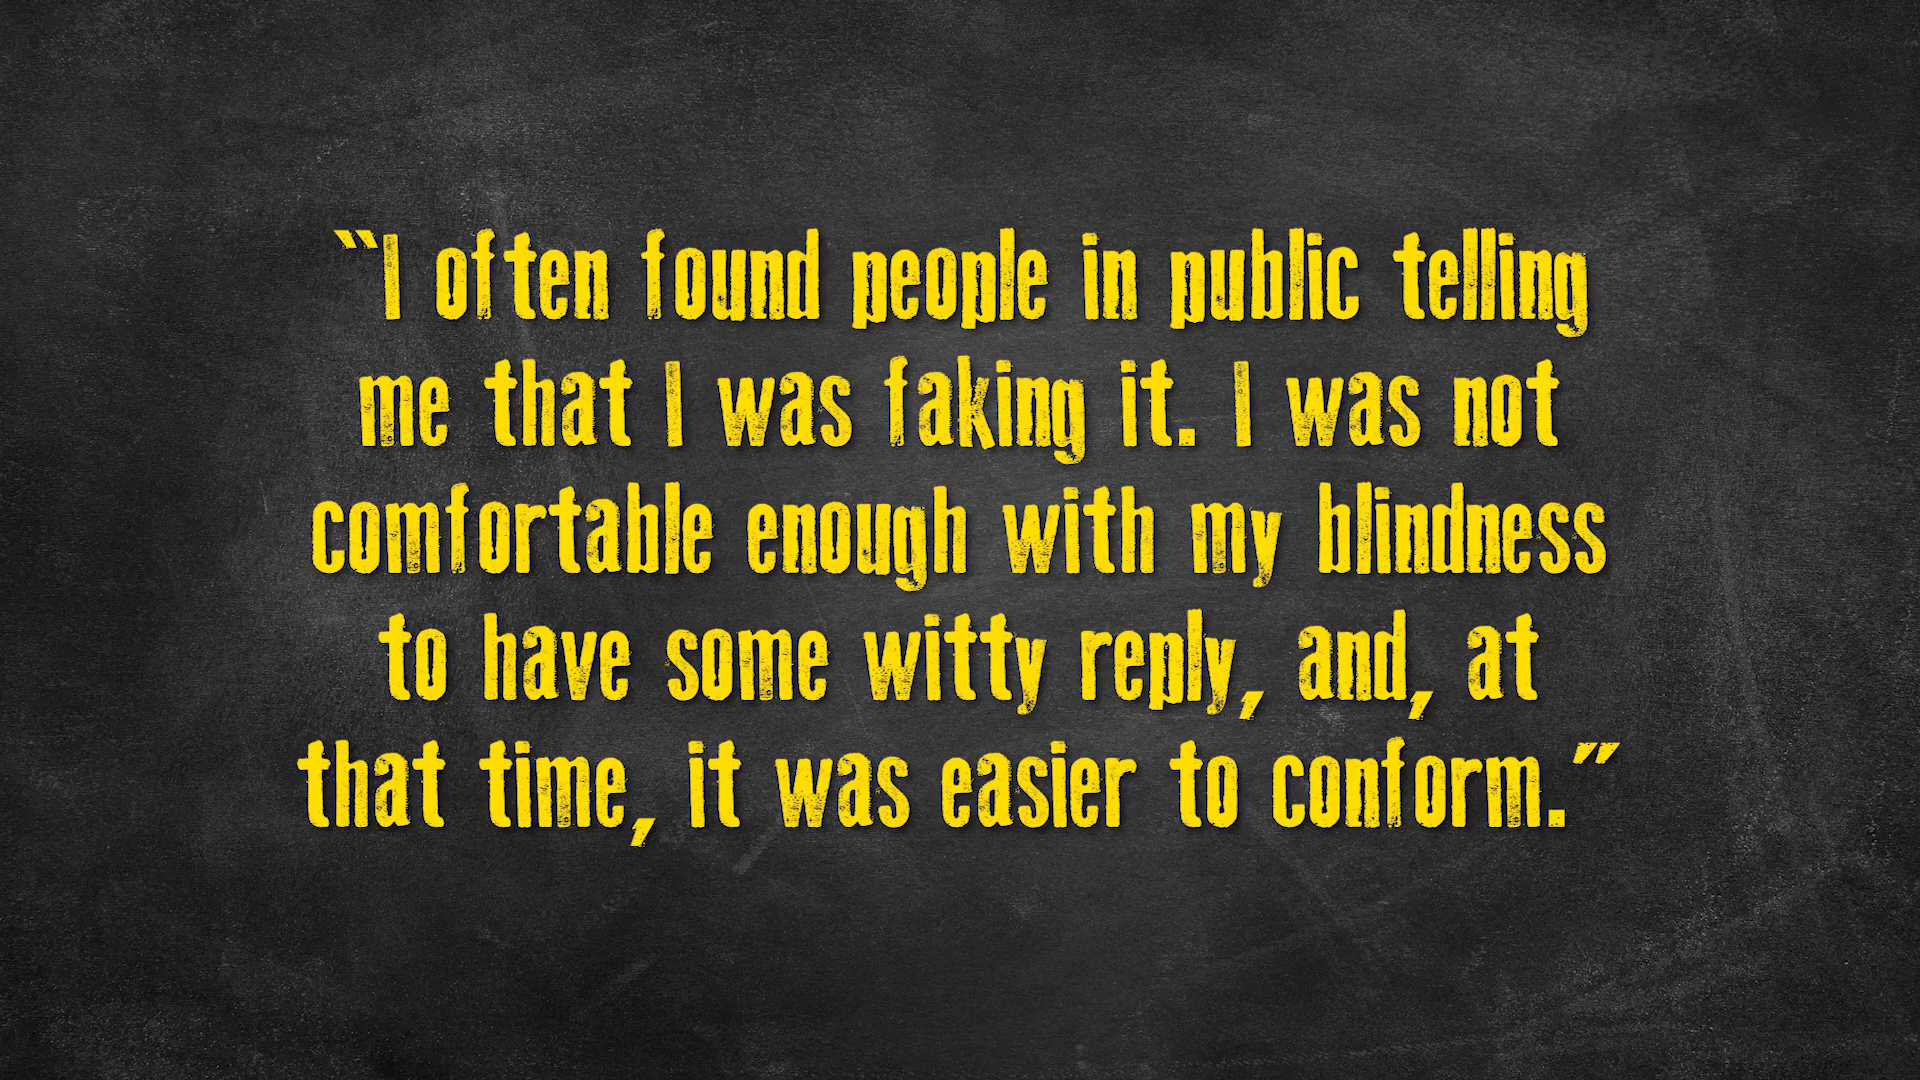 “I often found people in public telling
me that I was faking it. I was not
comfortable enough with my blindness
to have some witty reply, and, at
that time, it was easier to conform.”